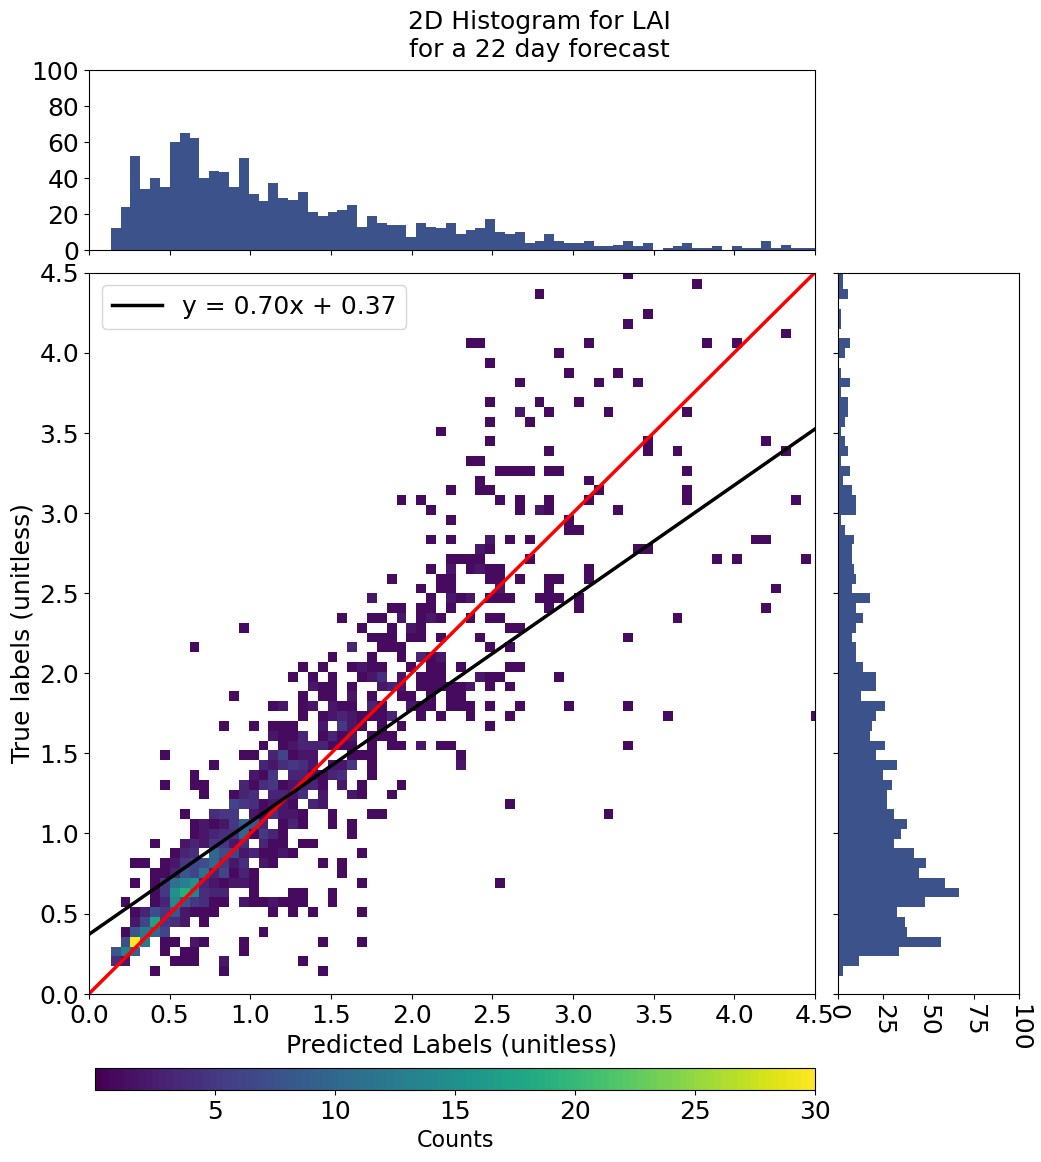 2D Histogram for LAI
for a 22 day forecast
100
80
60
40
20
0
4.5
4.0
3.5
3.0
2.5
2.0
1.5
1.0
0.5
0.0
True labels (unitless)
y = 0.70x + 0.37
0.0 0.5 1.0 1.5 2.0 2.5 3.0 3.5 4.0 4.5
Predicted Labels (unitless)
0 25 50 75 100
5 10 15 20 25 30
Counts